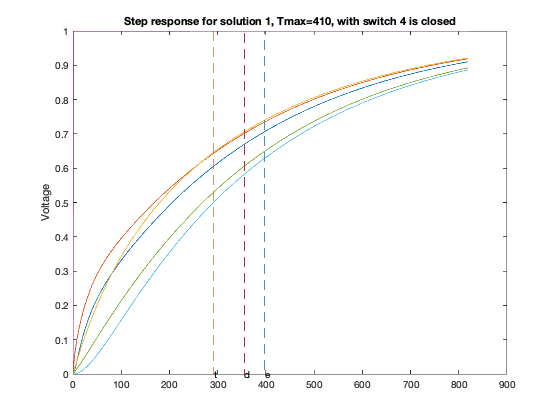 Step response for solution 1, Tmax=410, with switch 4 is closed
1
0.9
0.8
0.7
0.6
0.5
0.4
0.3
0.2
0.1
0
Voltage
t d e
0 100 200 300 400 500 600 700 800 900